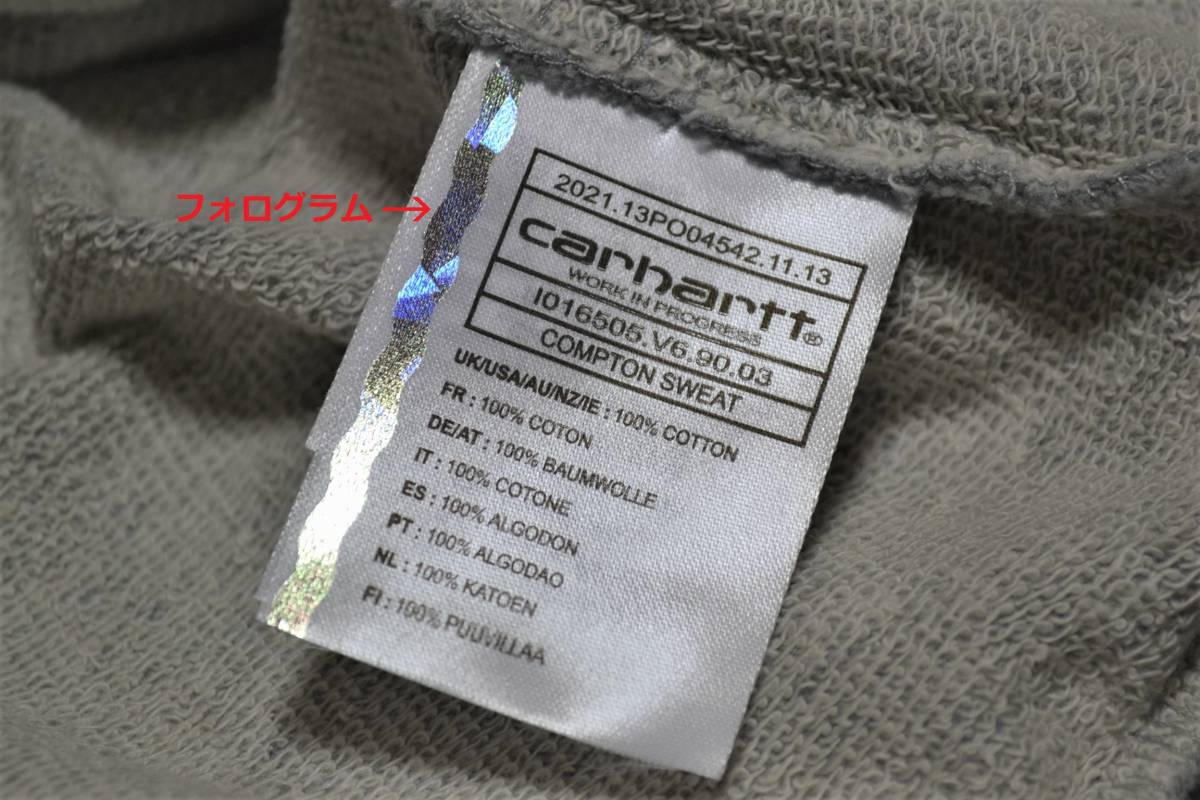 フォログラム→
2021.13PO04542.11.13
carhartt®
WORK IN PROGRESS
I016505.V6.90.03
COMPTON SWEAT
UK/USA/AU/NZ/IE : 100% COTTON
FR : 100% COTON
DE/AT : 100% BAUMWOLLE
IT : 100% COTONE
ES : 100% ALGODON
PT : 100% ALGODAO
NL : 100% KATOEN
FI : 100% PUUVILLAA